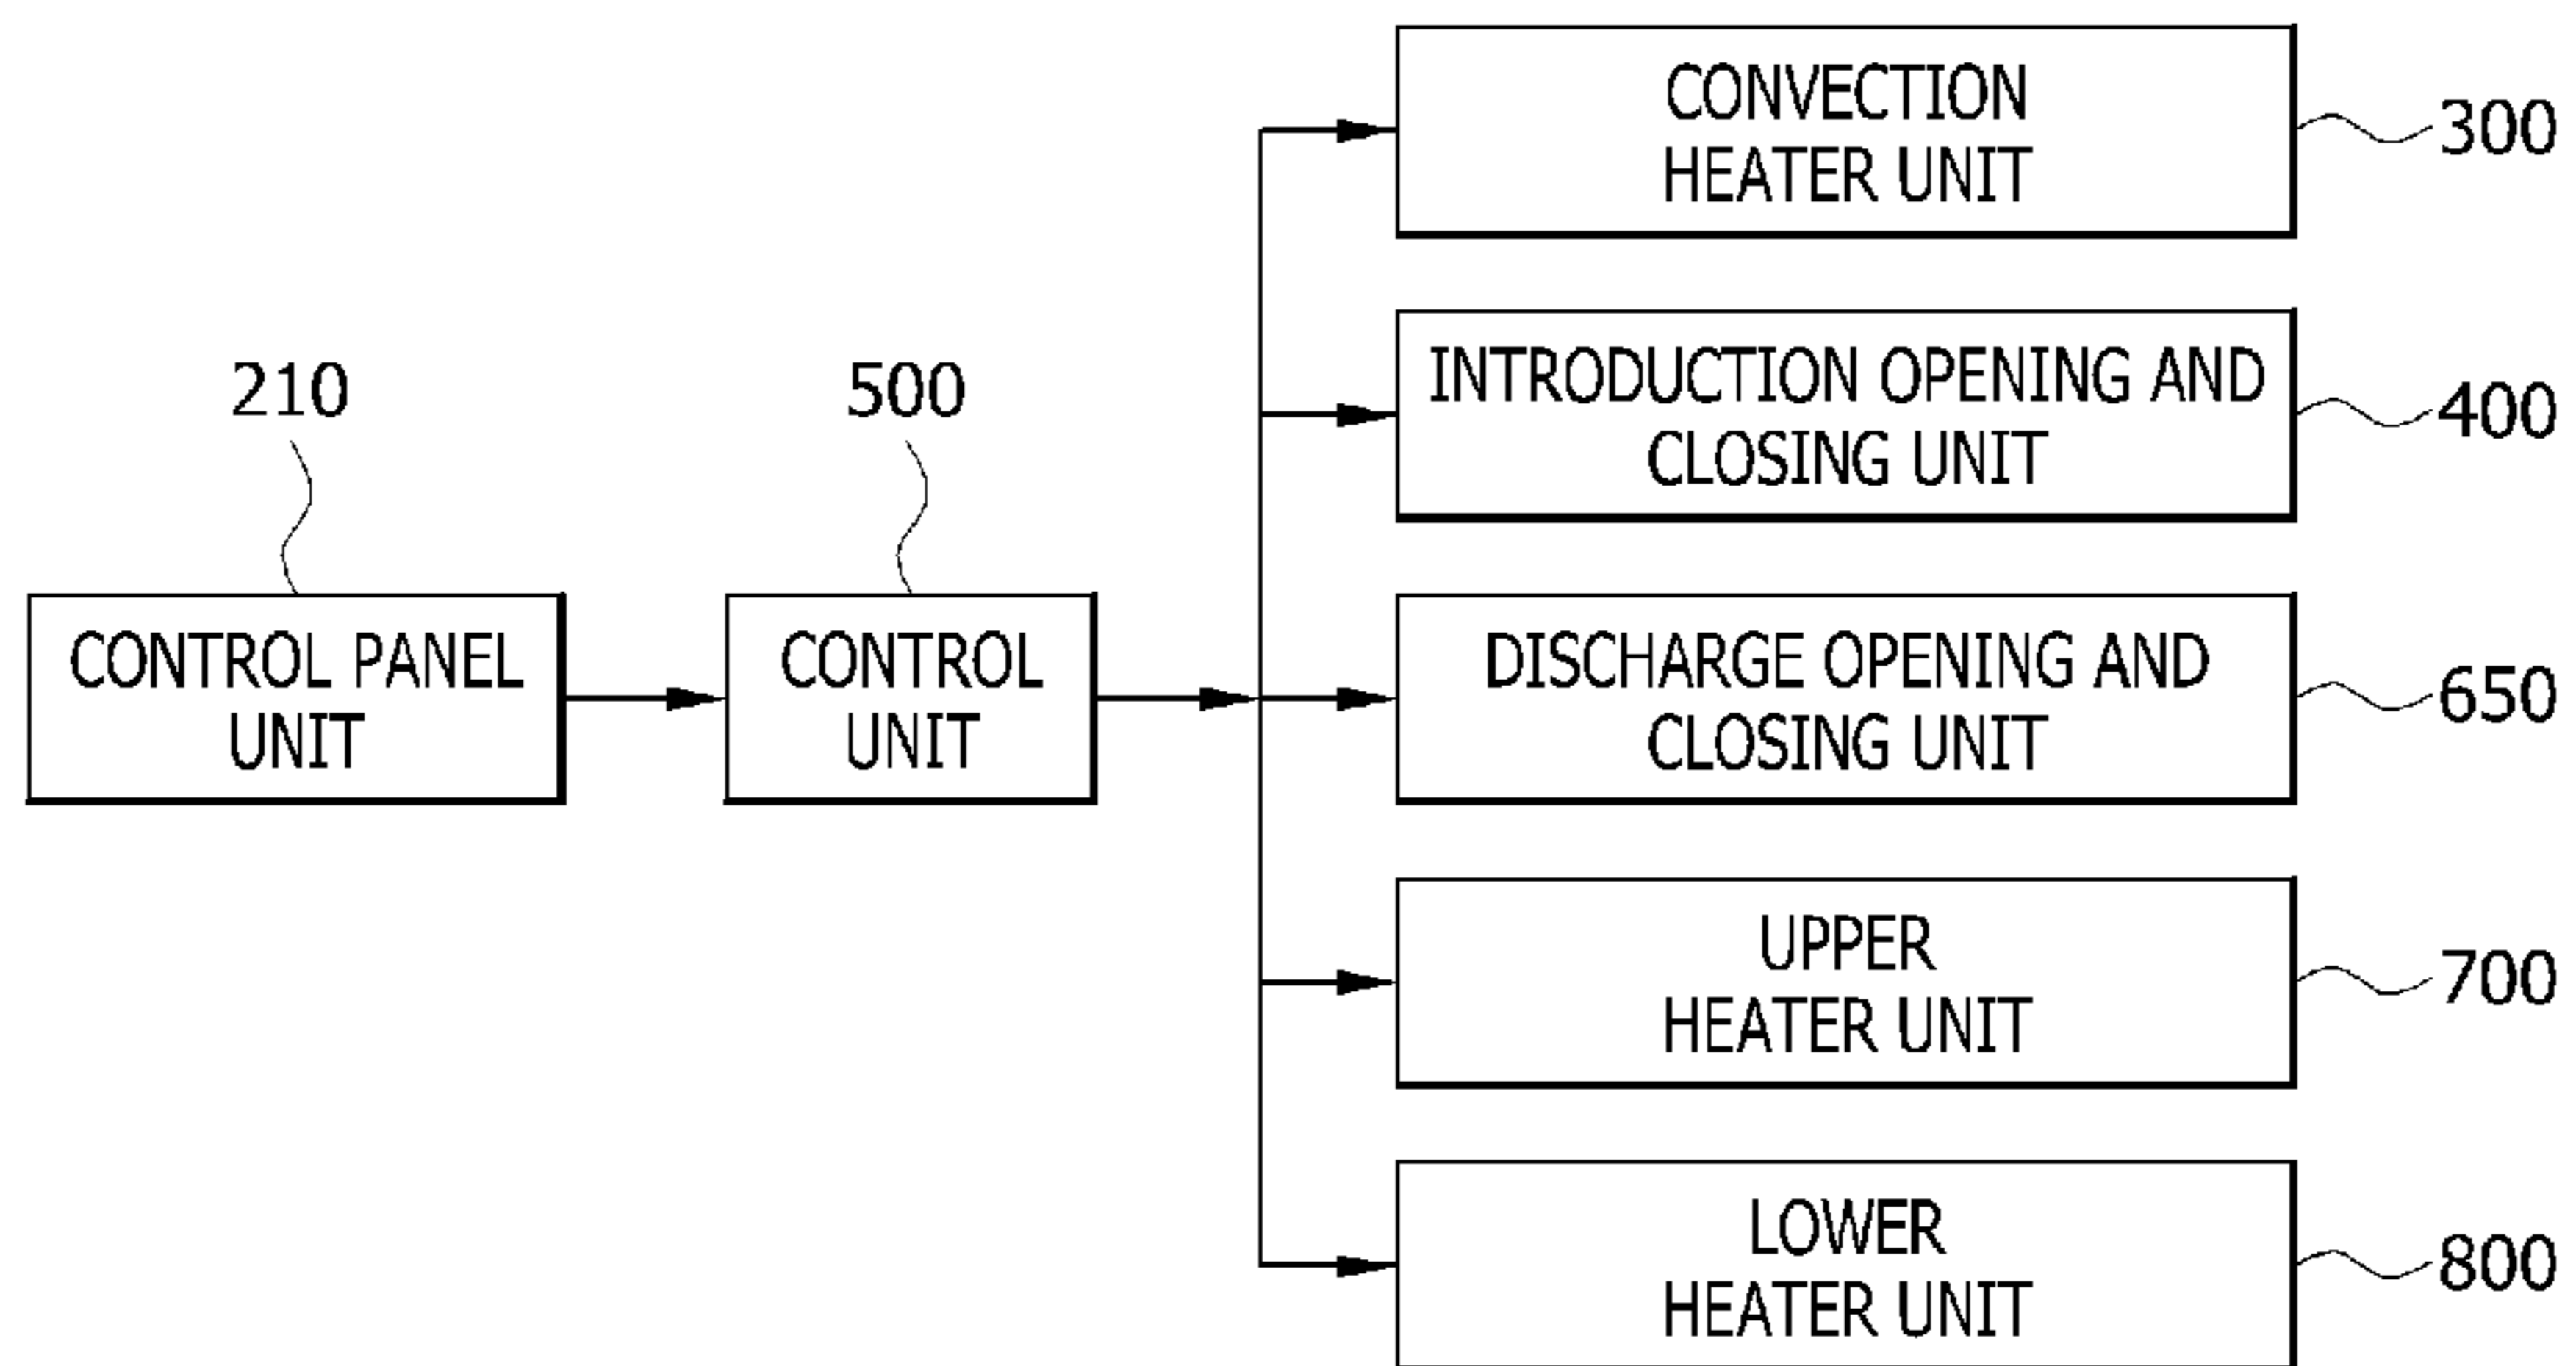 CONVECTION
HEATER UNIT
300
INTRODUCTION OPENING AND
CLOSING UNIT
400
210
500
CONTROL PANEL
UNIT
CONTROL
UNIT
DISCHARGE OPENING AND
CLOSING UNIT
650
UPPER
HEATER UNIT
700
LOWER
HEATER UNIT
800